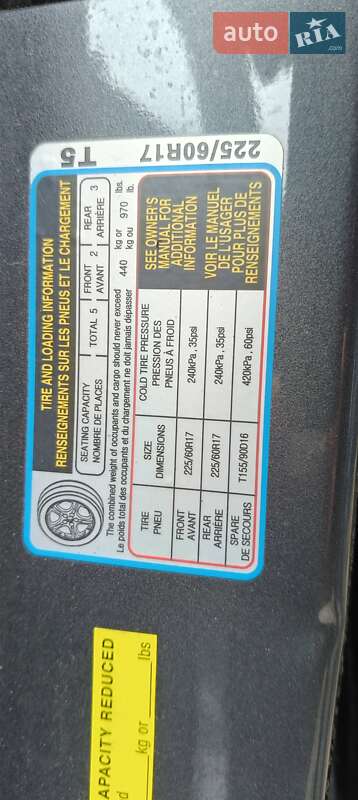 auto RIA
.com
TIRE AND LOADING INFORMATION
RENSEIGNEMENTS SUR LES PNEUS ET LE CHARGEMENT
SEATING CAPACITY
NOMBRE DE PLACES
TOTAL 5
FRONT 2
AVANT
REAR 3
ARRIÈRE
The combined weight of occupants and cargo should never exceed
Le poids total des occupants et du chargement ne doit jamais dépasser
440 kg or 970 lbs.
kg ou lb.
TIRE
PNEU
SIZE
DIMENSIONS
COLD TIRE PRESSURE
PRESSION DES
PNEUS À FROID
FRONT
AVANT
225/60R17
240kPa, 35psi
REAR
ARRIÈRE
225/60R17
240kPa, 35psi
SPARE
DE SECOURS
T155/90D16
420kPa, 60psi
SEE OWNER'S
MANUAL FOR
ADDITIONAL
INFORMATION
VOIR LE MANUEL
DE L'USAGER
POUR PLUS DE
RENSEIGNEMENTS
T5 225/60R17
APACITY REDUCED
kg or lbs